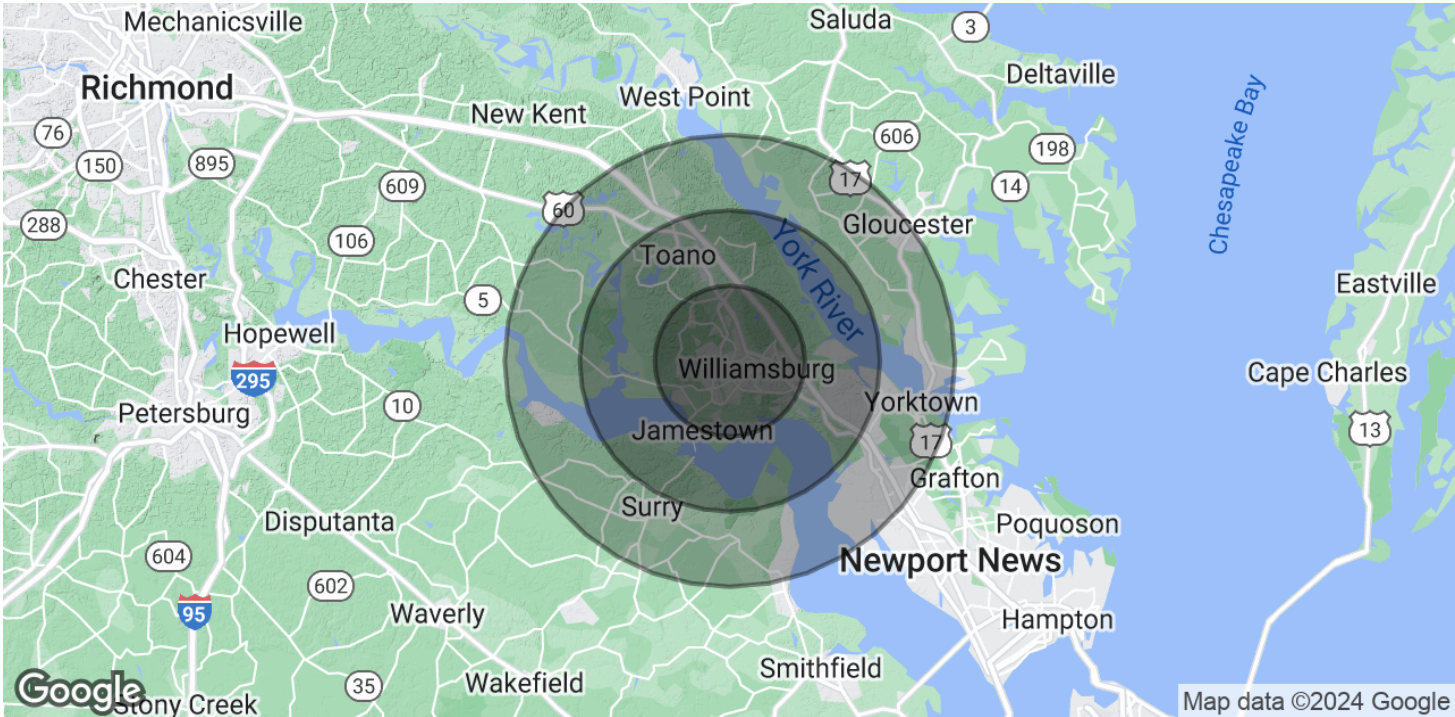 Mechanicsville
Saluda
3
Richmond
Deltaville
West Point
New Kent
76
606
198
150
895
609
17
14
60
288
106
Gloucester
Chesapeake Bay
Toano
York River
Chester
5
Eastville
Hopewell
295
Williamsburg
Cape Charles
10
Yorktown
Petersburg
Jamestown
17
13
Grafton
Surry
Disputanta
Poquoson
604
Newport News
602
95
Waverly
Hampton
Smithfield
Wakefield
35
Google
Stony Creek
Map data ©2024 Google